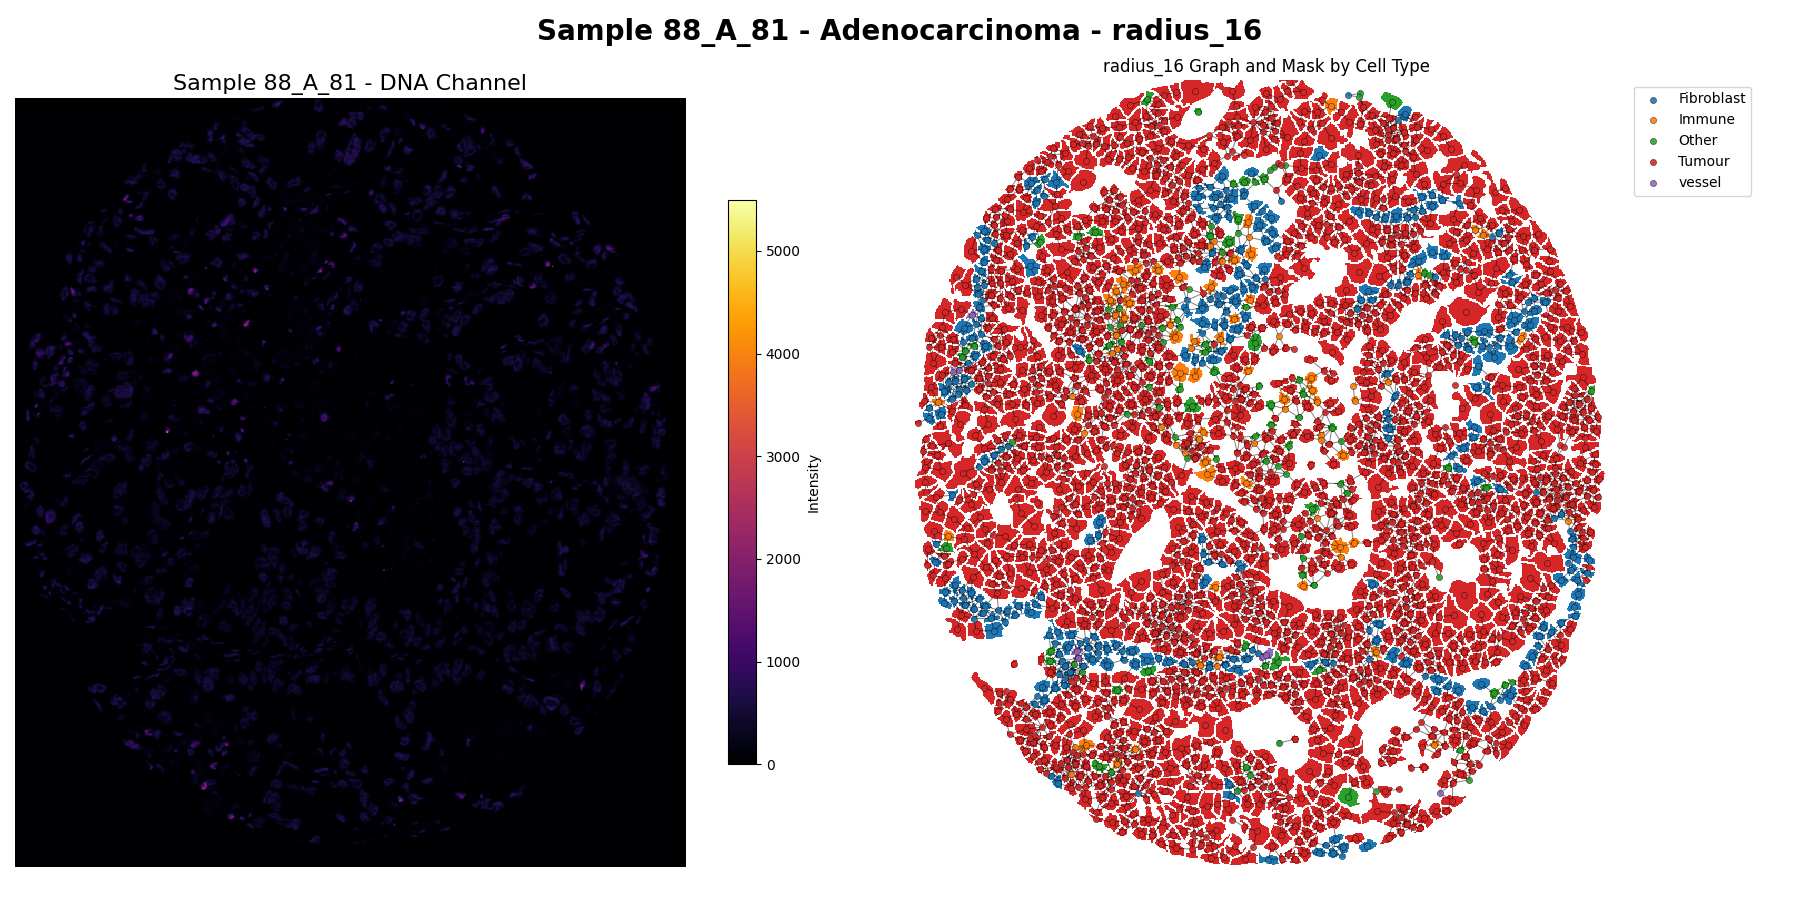 Sample 88_A_81 - Adenocarcinoma - radius_16
Sample 88_A_81 - DNA Channel
5000
4000
3000
2000
1000
0
Intensity
radius_16 Graph and Mask by Cell Type
Fibroblast
Immune
Other
Tumour
vessel